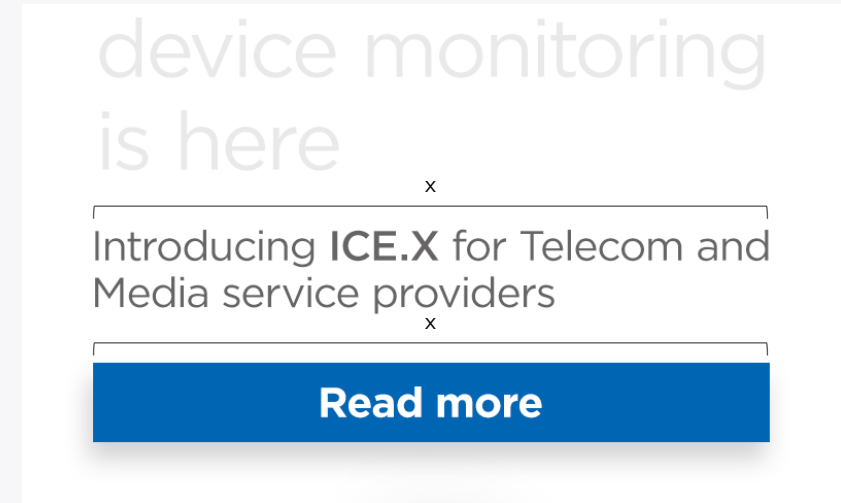 device monitoring
is here
x
Introducing ICE.X for Telecom and
Media service providers
x
Read more